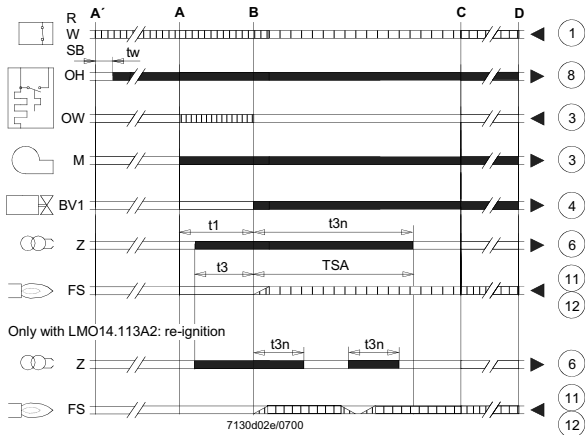 A´ A B C D
R
W 1
SB tw
OH 8
OW 3
M 3
BV1 4
t1 t3n
Z 6
t3 TSA
FS 11
12
Only with LMO14.113A2: re-ignition
t3n t3n
Z 6
FS 11
7130d02e/0700 12